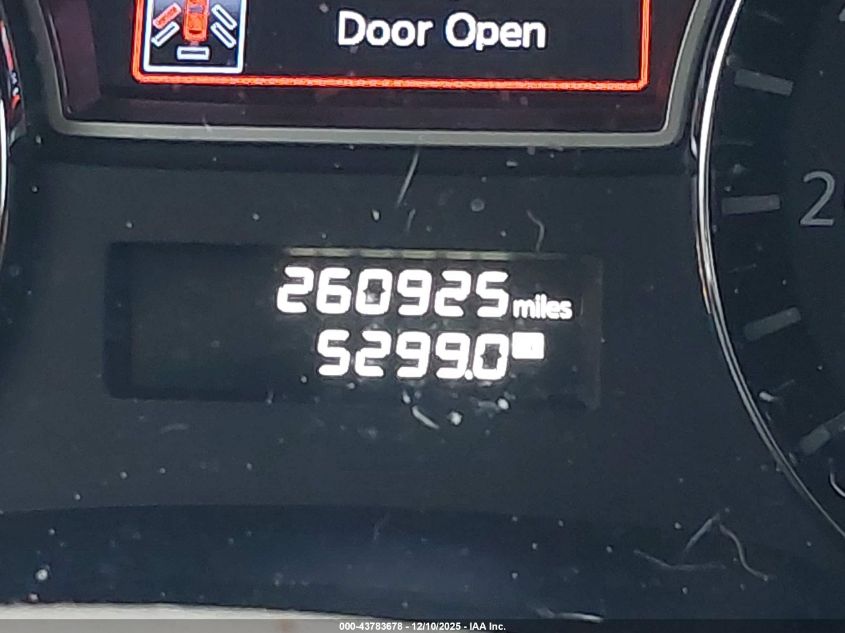 Door Open
260925 miles
5299.0
2
000-43783678 - 12/10/2025 - IAA Inc.